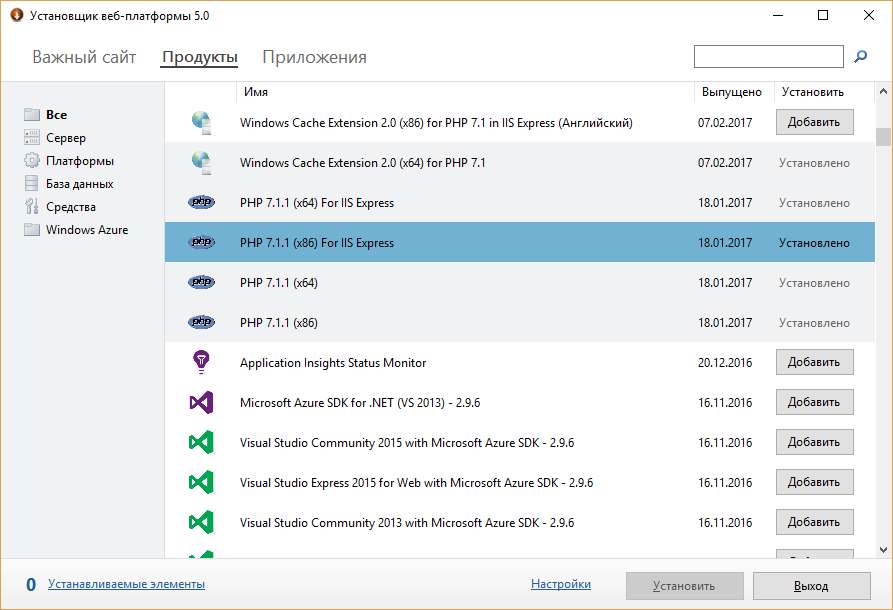 Установщик веб-платформы 5.0
Важный сайт Продукты Приложения
Имя Выпущено Установить
Все
Сервер
Платформы
База данных
Средства
Windows Azure
Windows Cache Extension 2.0 (x86) for PHP 7.1 in IIS Express (Английский) 07.02.2017 Добавить
Windows Cache Extension 2.0 (x64) for PHP 7.1 07.02.2017 Установлено
php PHP 7.1.1 (x64) For IIS Express 18.01.2017 Установлено
php PHP 7.1.1 (x86) For IIS Express 18.01.2017 Установлено
php PHP 7.1.1 (x64) 18.01.2017 Установлено
php PHP 7.1.1 (x86) 18.01.2017 Установлено
Application Insights Status Monitor 20.12.2016 Добавить
Microsoft Azure SDK for .NET (VS 2013) - 2.9.6 16.11.2016 Добавить
Visual Studio Community 2015 with Microsoft Azure SDK - 2.9.6 16.11.2016 Добавить
Visual Studio Express 2015 for Web with Microsoft Azure SDK - 2.9.6 16.11.2016 Добавить
Visual Studio Community 2013 with Microsoft Azure SDK - 2.9.6 16.11.2016 Добавить
0 Устанавливаемые элементы Настройки Установить Выход